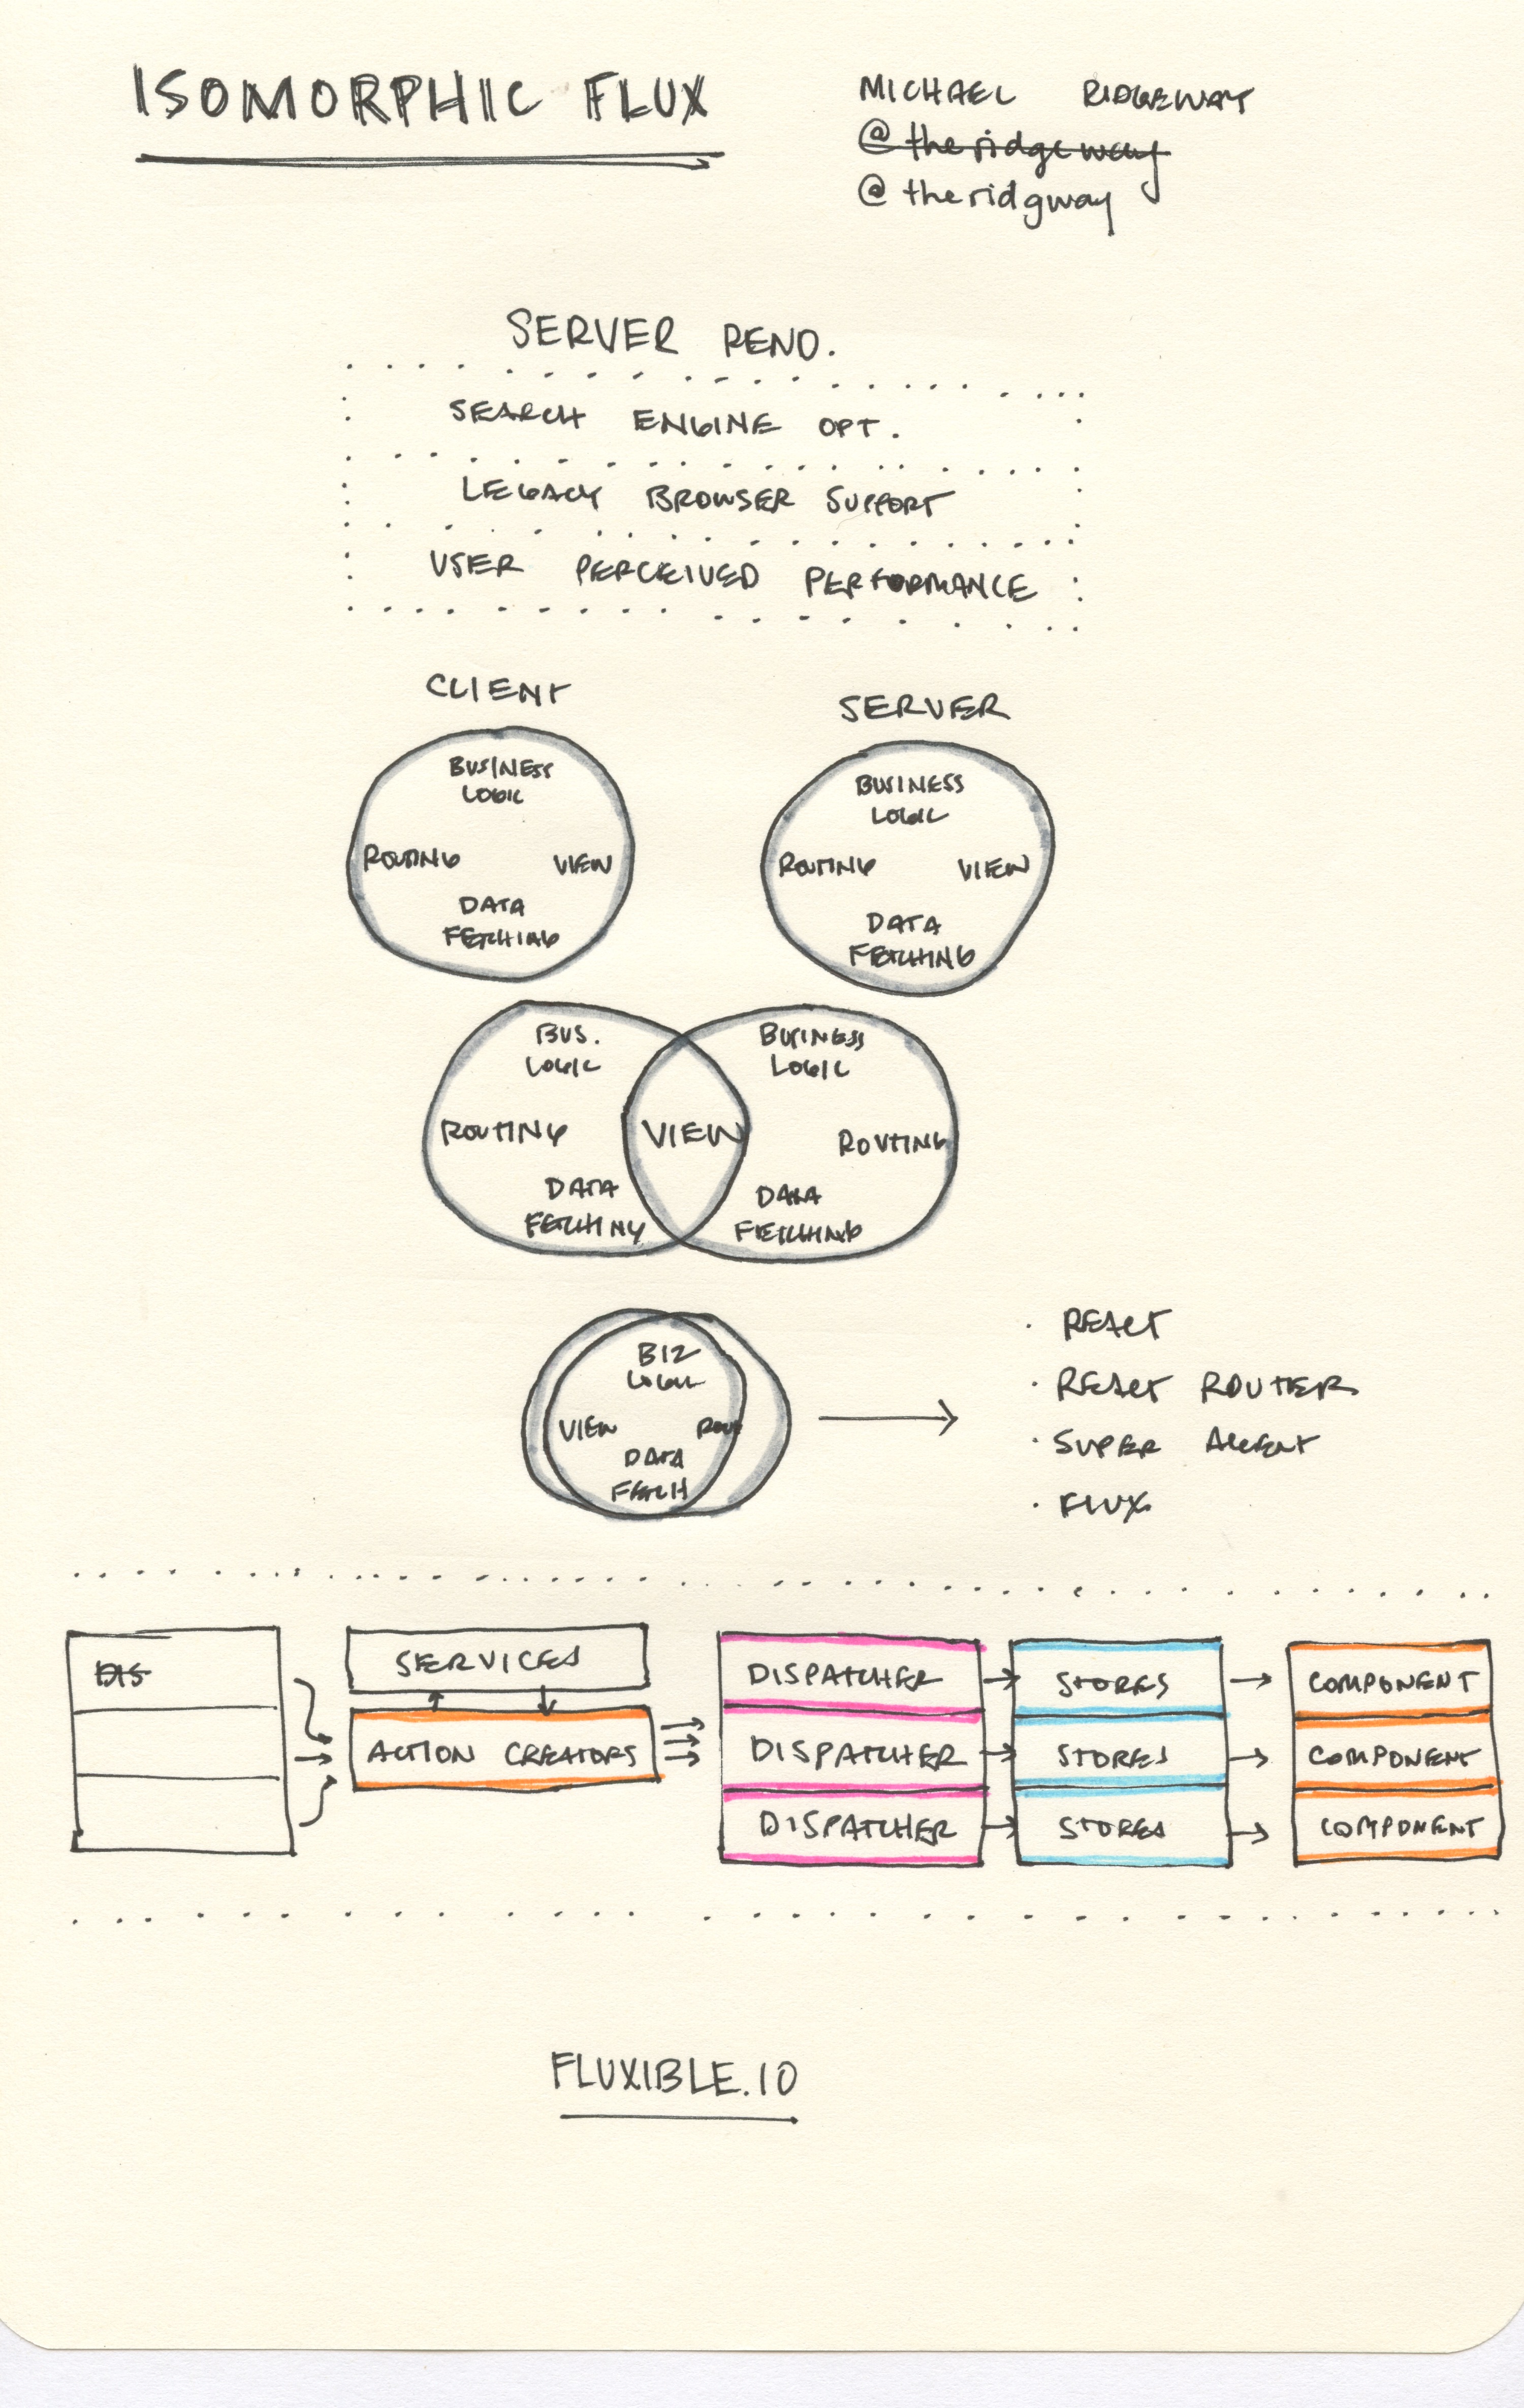 ISOMORPHIC FLUX
MICHAEL RIDGEWAY
@theridgeway
@theridgway
SERVER REND.
SEARCH ENGINE OPT.
LEGACY BROWSER SUPPORT
USER PERCEIVED PERFORMANCE
CLIENT
BUSINESS
LOGIC
ROUTING VIEW
DATA
FETCHING
SERVER
BUSINESS
LOGIC
ROUTING VIEW
DATA
FETCHING
BUS.
LOGIC
ROUTING
DATA
FETCHING
VIEW
BUSINESS
LOGIC
ROUTING
DATA
FETCHING
BIZ
LOGIC
VIEW ROUT
DATA
FETCH
· REACT
· REACT ROUTER
· SUPER AGENT
· FLUX
DIS
SERVICES
ACTION CREATORS
DISPATCHER STORES COMPONENT
DISPATCHER STORES COMPONENT
DISPATCHER STORES COMPONENT
FLUXIBLE.IO